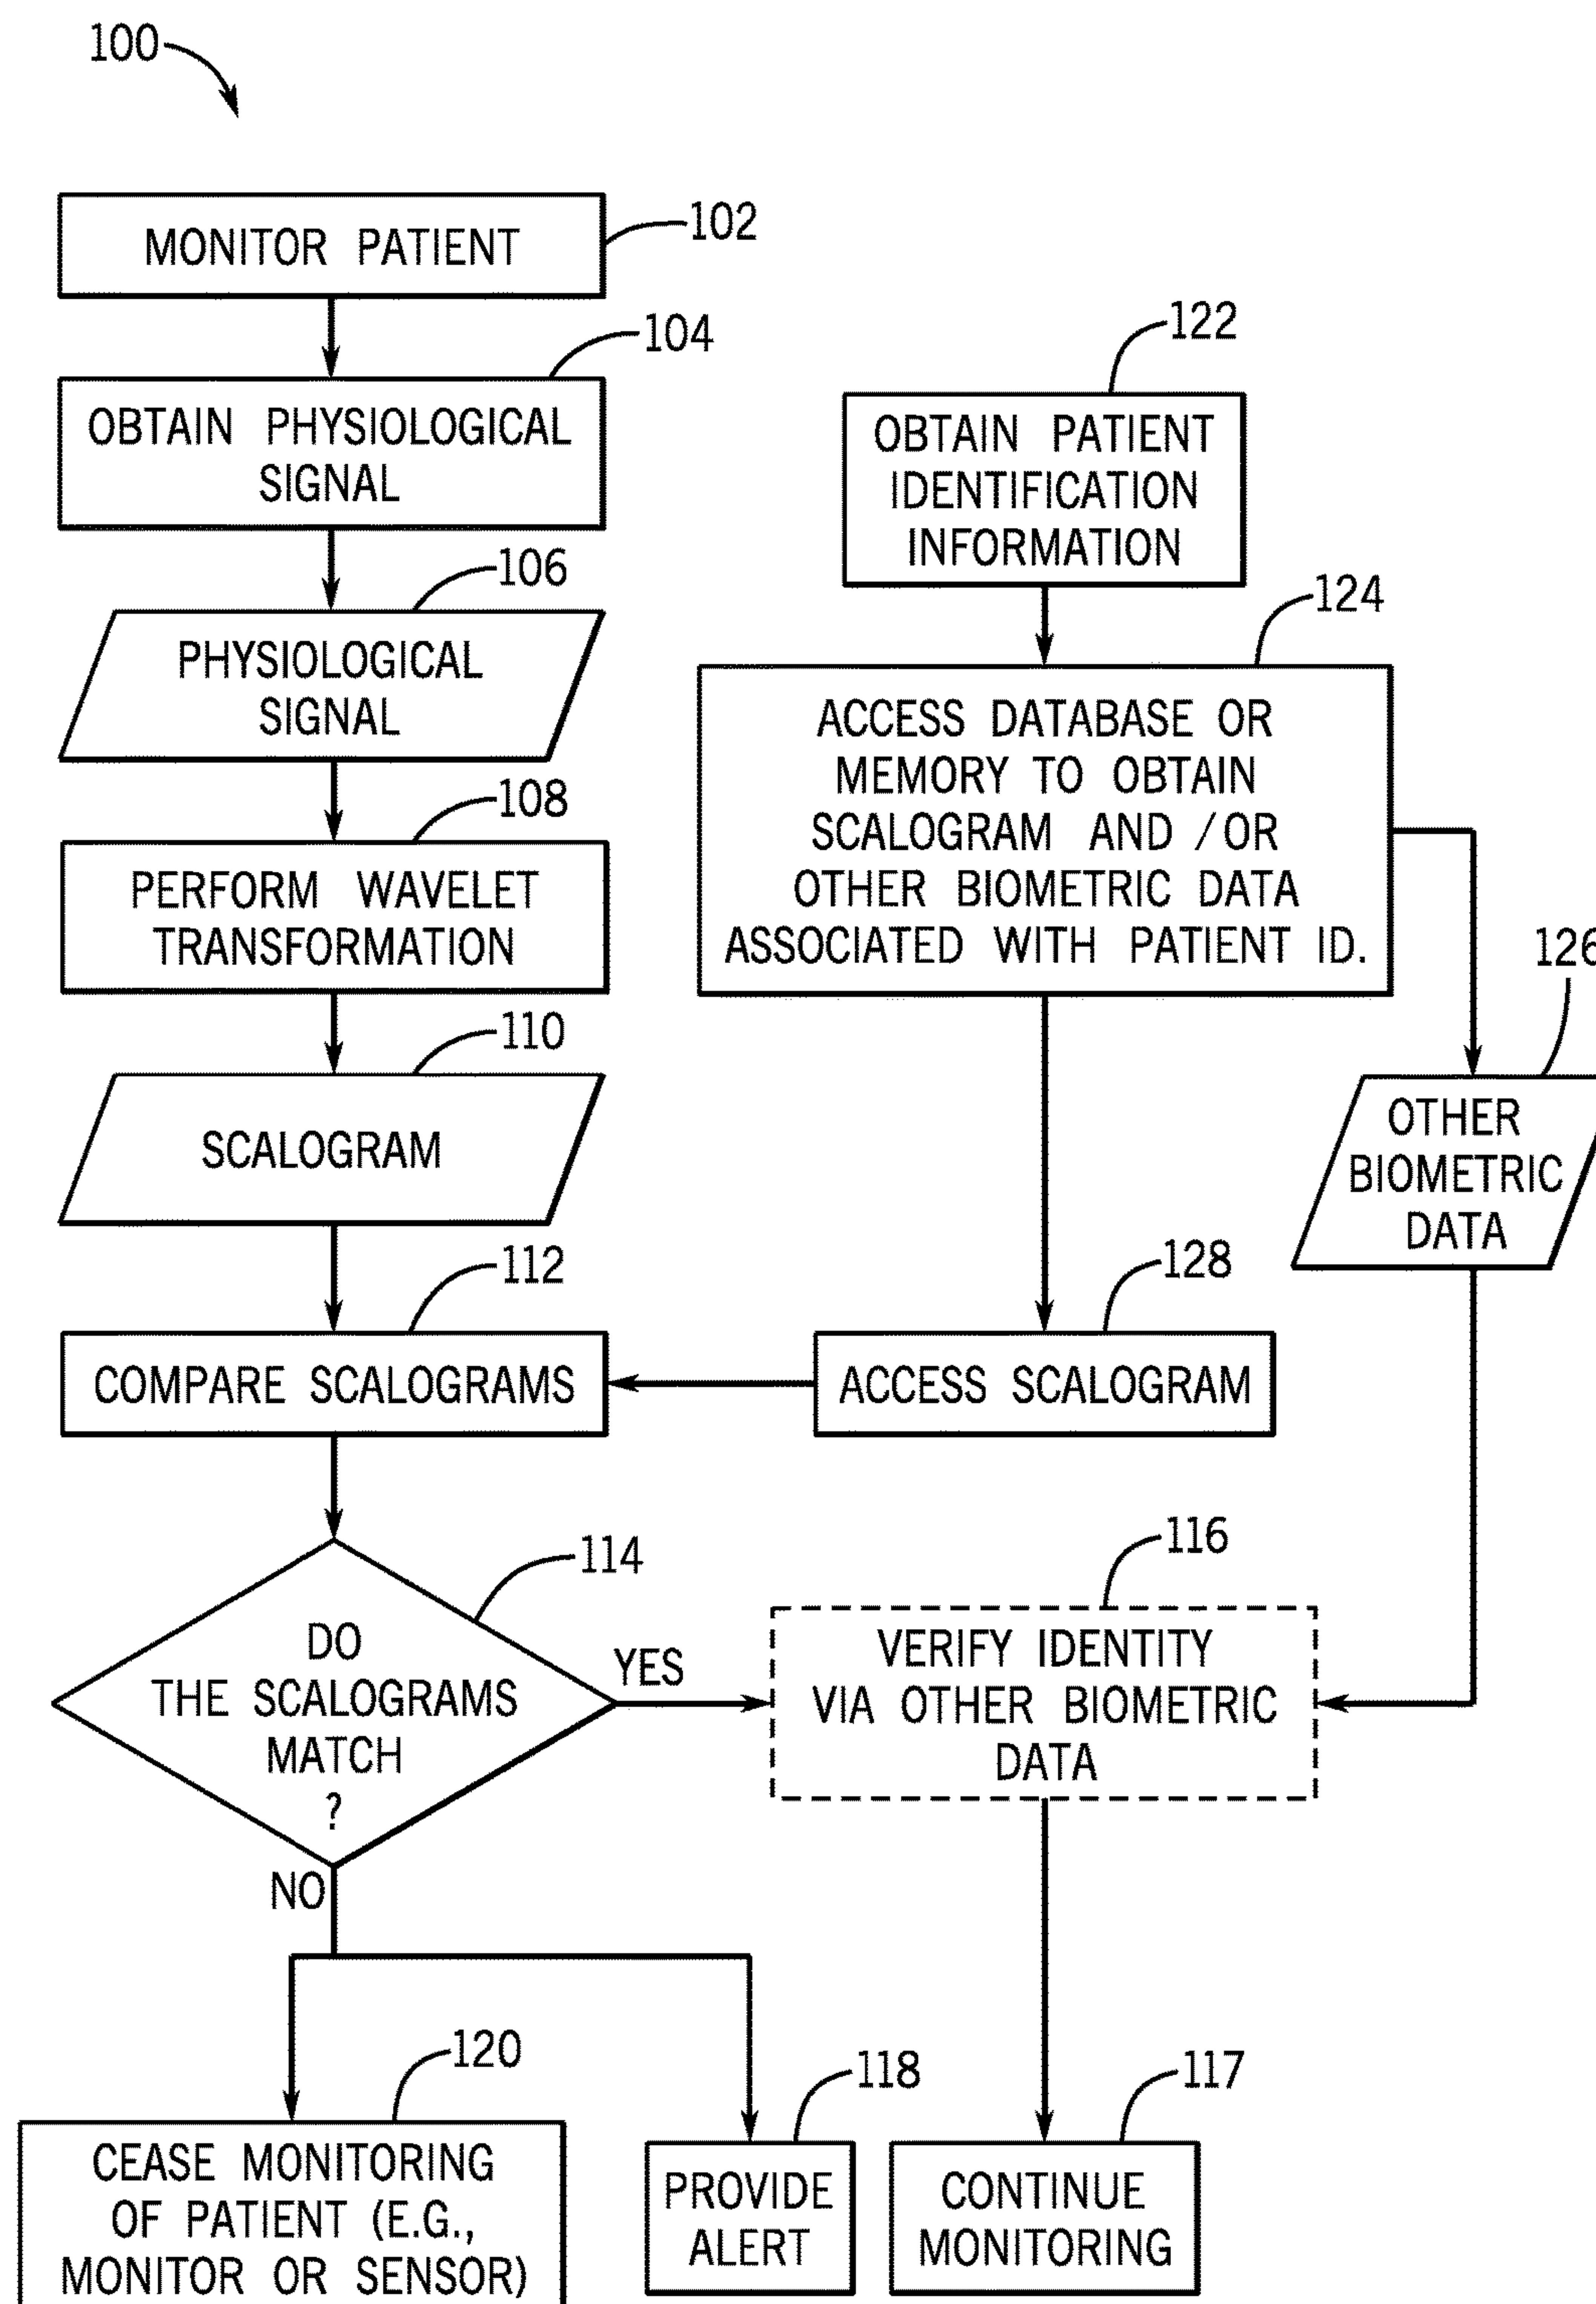 100
MONITOR PATIENT
102
104
OBTAIN PHYSIOLOGICAL
SIGNAL
106
PHYSIOLOGICAL
SIGNAL
108
PERFORM WAVELET
TRANSFORMATION
110
SCALOGRAM
112
COMPARE SCALOGRAMS
122
OBTAIN PATIENT
IDENTIFICATION
INFORMATION
124
ACCESS DATABASE OR
MEMORY TO OBTAIN
SCALOGRAM AND /OR
OTHER BIOMETRIC DATA
ASSOCIATED WITH PATIENT ID.
126
OTHER
BIOMETRIC
DATA
128
ACCESS SCALOGRAM
114
DO
THE SCALOGRAMS
MATCH
?
YES
NO
116
VERIFY IDENTITY
VIA OTHER BIOMETRIC
DATA
120
CEASE MONITORING
OF PATIENT (E.G.,
MONITOR OR SENSOR)
118
PROVIDE
ALERT
117
CONTINUE
MONITORING